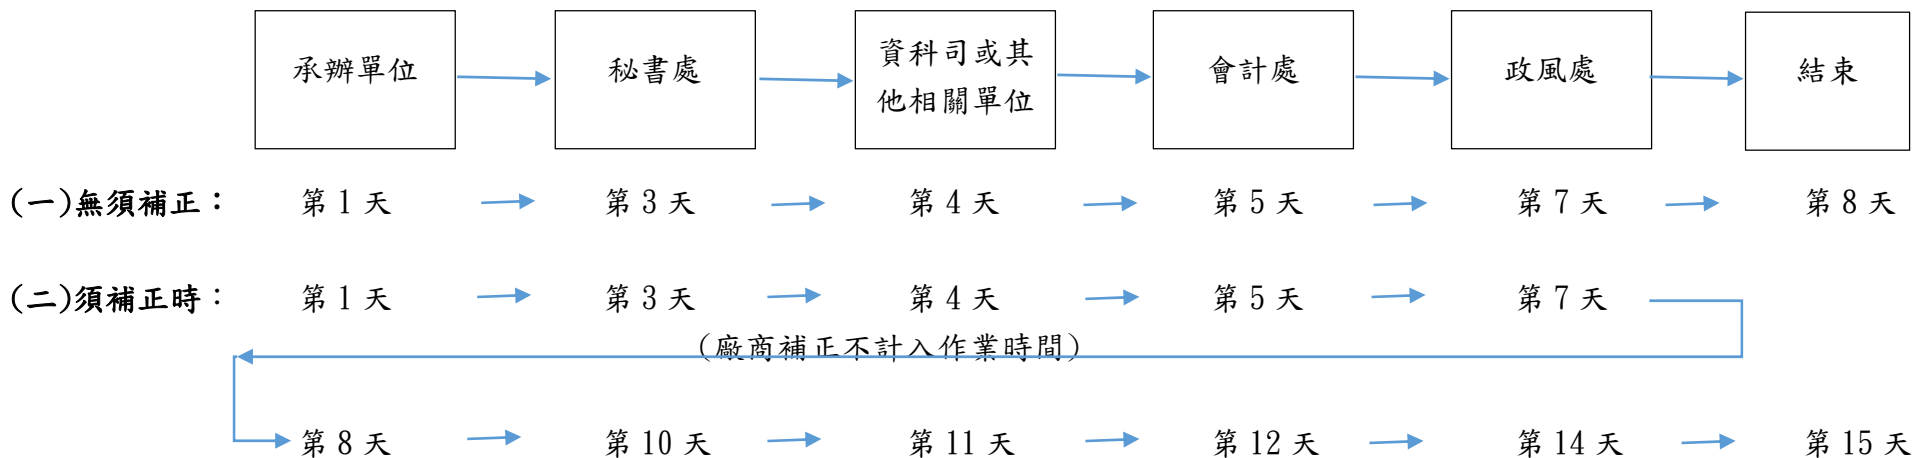 承辦單位
秘書處
資科司或其
他相關單位
會計處
政風處
結束
(一)無須補正： 第 1 天 第 3 天 第 4 天 第 5 天 第 7 天 第 8 天
(二)須補正時： 第 1 天 第 3 天 第 4 天 第 5 天 第 7 天
(廠商補正不計入作業時間)
第 8 天 第 10 天 第 11 天 第 12 天 第 14 天 第 15 天